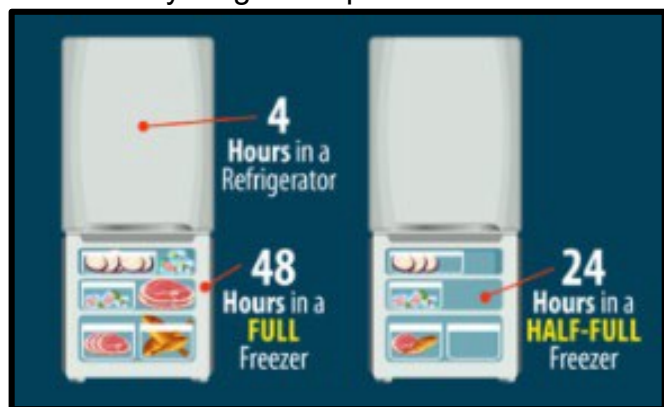 4
Hours in a
Refrigerator
48
Hours in a
FULL
Freezer
24
Hours in a
HALF-FULL
Freezer